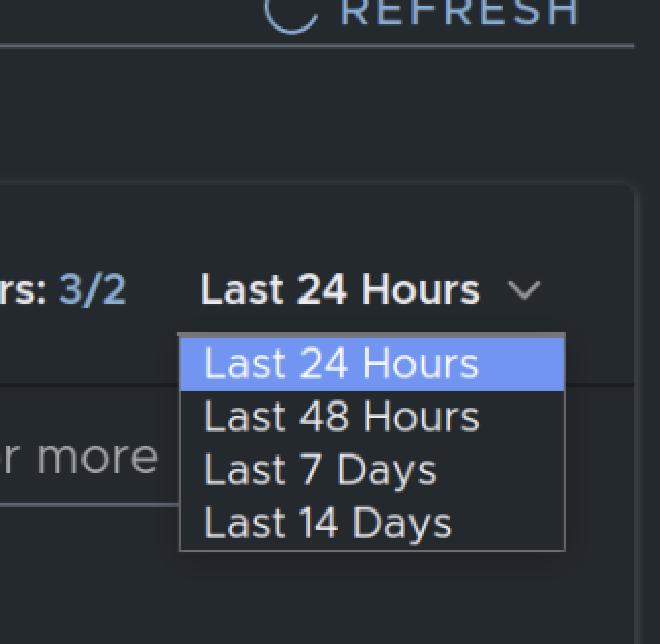 REFRESH
rs: 3/2 Last 24 Hours
Last 24 Hours
Last 48 Hours
r more
Last 7 Days
Last 14 Days